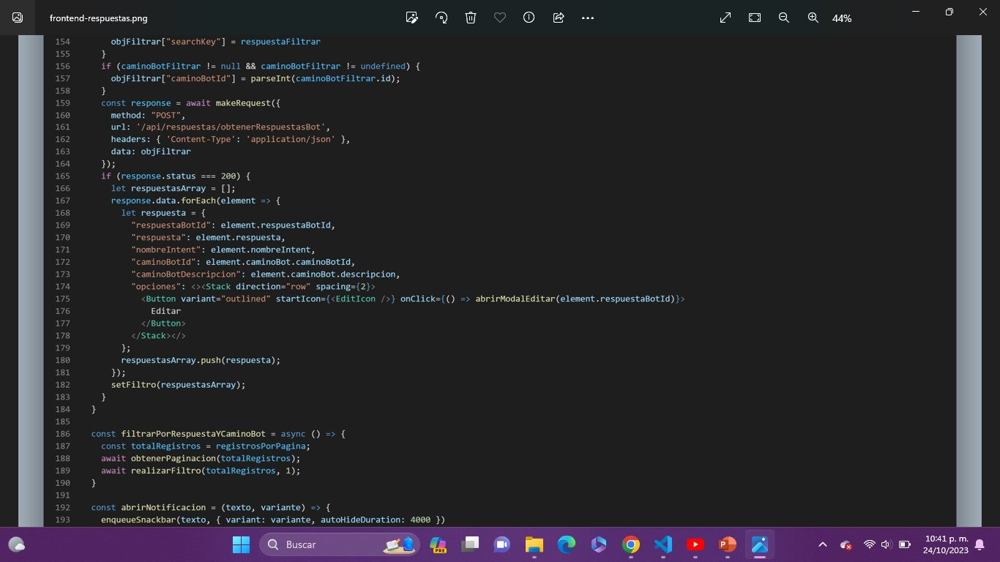 frontend-respuestas.png
44%
154 objFiltrar["searchKey"] = respuestaFiltrar
155 }
156 if (caminoBotFiltrar != null && caminoBotFiltrar != undefined) {
157 objFiltrar["caminoBotId"] = parseInt(caminoBotFiltrar.id);
158 }
159 const response = await makeRequest({
160 method: "POST",
161 url: '/api/respuestas/obtenerRespuestasBot',
162 headers: { 'Content-Type': 'application/json' },
163 data: objFiltrar
164 });
165 if (response.status === 200) {
166 let respuestasArray = [];
167 response.data.forEach(element => {
168 let respuesta = {
169 "respuestaBotId": element.respuestaBotId,
170 "respuesta": element.respuesta,
171 "nombreIntent": element.nombreIntent,
172 "caminoBotId": element.caminoBot.caminoBotId,
173 "caminoBotDescripcion": element.caminoBot.descripcion,
174 "opciones": <><Stack direction="row" spacing={2}>
175 <Button variant="outlined" startIcon={<EditIcon />} onClick={() => abrirModalEditar(element.respuestaBotId)}>
176 Editar
177 </Button>
178 </Stack></>
179 };
180 respuestasArray.push(respuesta);
181 });
182 setFiltro(respuestasArray);
183 }
184 }
185
186 const filtrarPorRespuestaYCaminoBot = async () => {
187 const totalRegistros = registrosPorPagina;
188 await obtenerPaginacion(totalRegistros);
189 await realizarFiltro(totalRegistros, 1);
190 }
191
192 const abrirNotificacion = (texto, variante) => {
193 enqueueSnackbar(texto, { variant: variante, autoHideDuration: 4000 })
Buscar
PRE
10:41 p. m.
24/10/2023